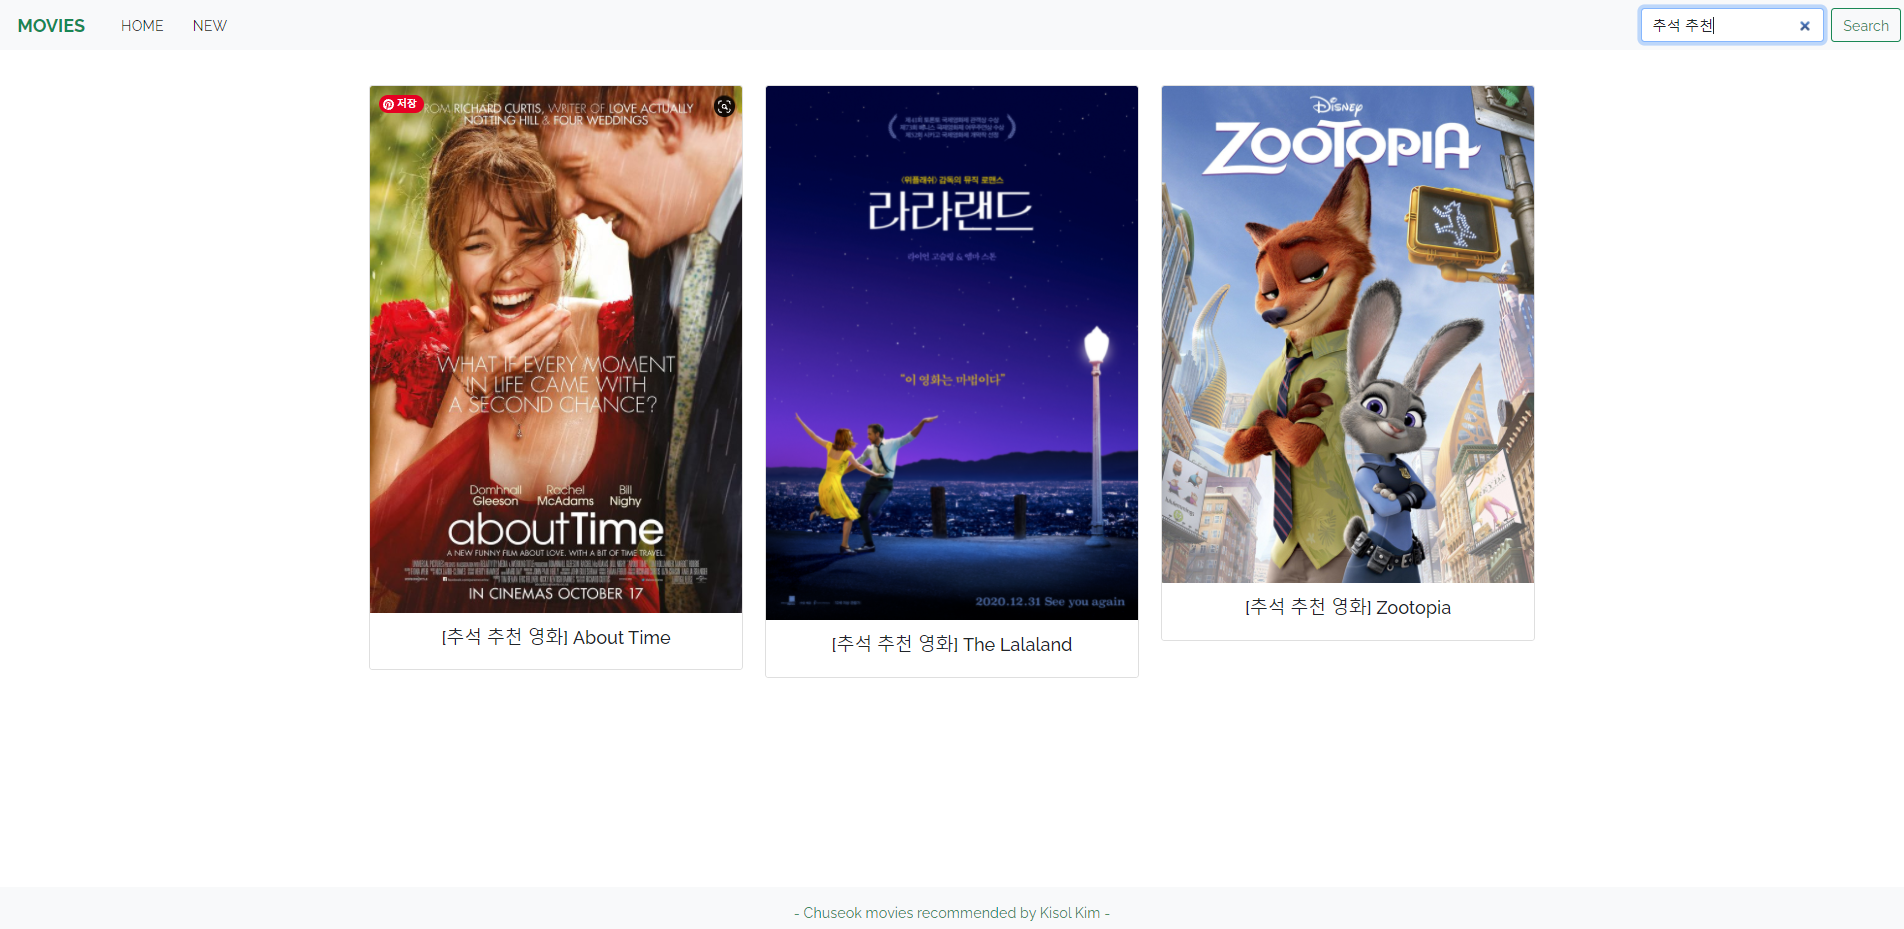 MOVIES HOME NEW 추석 추천 Search
저장
FROM RICHARD CURTIS, WRITER OF LOVE ACTUALLY
NOTTING HILL & FOUR WEDDINGS
WHAT IF EVERY MOMENT
IN LIFE CAME WITH
A SECOND CHANCE?
Domhnall Gleeson Rachel McAdams Bill Nighy
aboutTime
A NEW FUNNY FILM ABOUT LOVE. WITH A BIT OF TIME TRAVEL.
IN CINEMAS OCTOBER 17
[추석 추천 영화] About Time
<위플래쉬> 감독의 뮤직 로맨스
라라랜드
라이언 고슬링 & 엠마 스톤
“이 영화는 마법이다”
2020.12.31 See you again
[추석 추천 영화] The Lalaland
Disney
ZOOTOPIA
[추석 추천 영화] Zootopia
- Chuseok movies recommended by Kisol Kim -